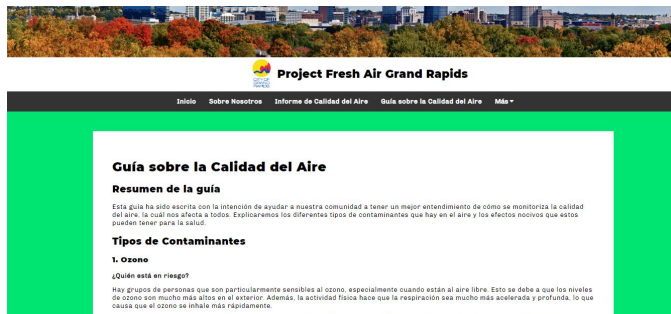 Project Fresh Air Grand Rapids
Inicio Sobre Nosotros Informe de Calidad del Aire Guía sobre la Calidad del Aire Más
Guía sobre la Calidad del Aire
Resumen de la guía
Esta guía ha sido escrita con la intención de ayudar a nuestra comunidad a tener un mejor entendimiento de cómo se monitoriza la calidad
del aire, la cuál nos afecta a todos. Explicaremos los diferentes tipos de contaminantes que hay en el aire y los efectos nocivos que estos
pueden tener para la salud.
Tipos de Contaminantes
1. Ozono
¿Quién está en riesgo?
Hay grupos de personas que son particularmente sensibles al ozono, especialmente cuando están al aire libre. Esto se debe a que los niveles
de ozono son mucho más altos en el exterior. Además, la actividad física hace que la respiración sea mucho más acelerada y profunda, lo que
causa que el ozono se inhale más rápidamente.